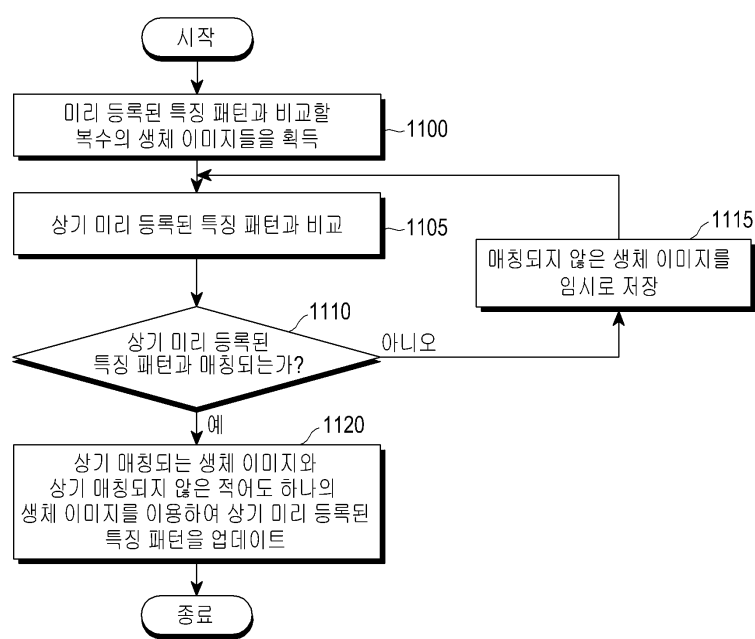 시작
미리 등록된 특징 패턴과 비교할
복수의 생체 이미지들을 획득
1100
상기 미리 등록된 특징 패턴과 비교
1105
1115
매칭되지 않은 생체 이미지를
임시로 저장
1110
상기 미리 등록된
특징 패턴과 매칭되는가?
아니오
예
1120
상기 매칭되는 생체 이미지와
상기 매칭되지 않은 적어도 하나의
생체 이미지를 이용하여 상기 미리 등록된
특징 패턴을 업데이트
종료